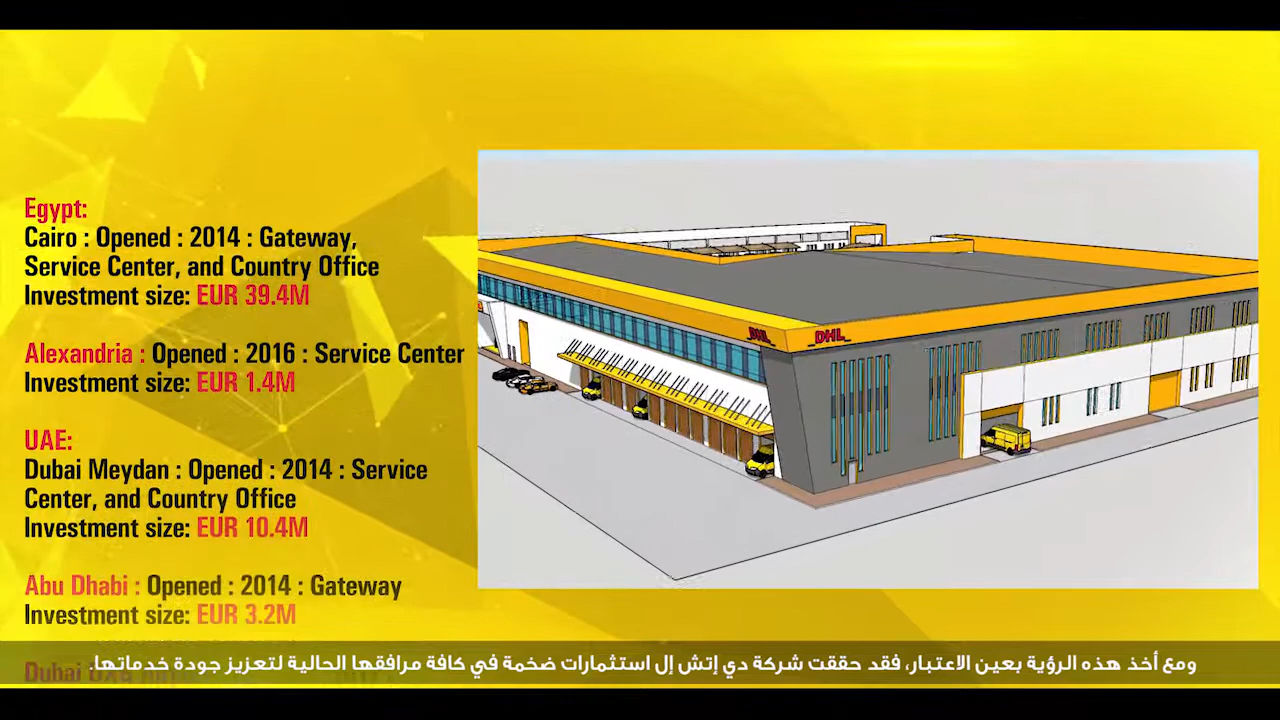 Egypt:
Cairo : Opened : 2014 : Gateway,
Service Center, and Country Office
Investment size: EUR 39.4M
Alexandria : Opened : 2016 : Service Center
Investment size: EUR 1.4M
UAE:
Dubai Meydan : Opened : 2014 : Service
Center, and Country Office
Investment size: EUR 10.4M
Abu Dhabi : Opened : 2014 : Gateway
Investment size: EUR 3.2M
Dubai
DHL
DHL
ومع أخذ هذه الرؤية بعين الاعتبار، فقد حققت شركة دي إتش إل استثمارات ضخمة في كافة مرافقها الحالية لتعزيز جودة خدماتها.